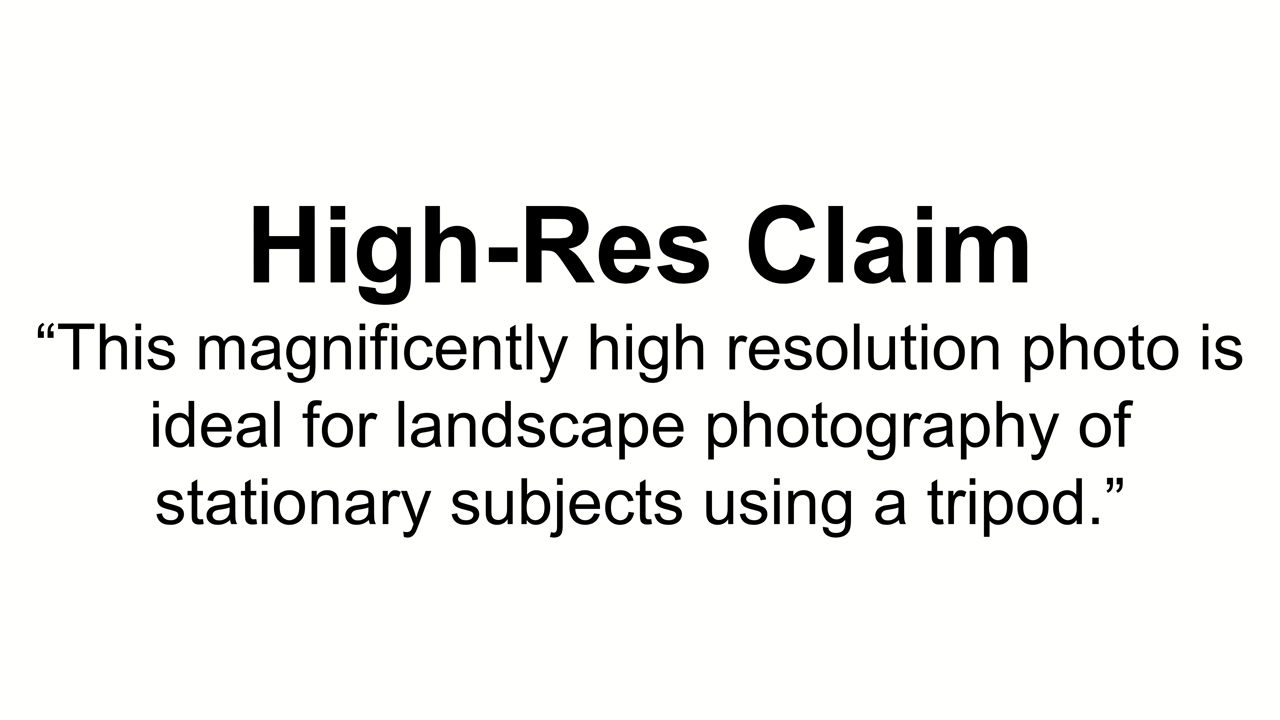 High-Res Claim
“This magnificently high resolution photo is
ideal for landscape photography of
stationary subjects using a tripod.”